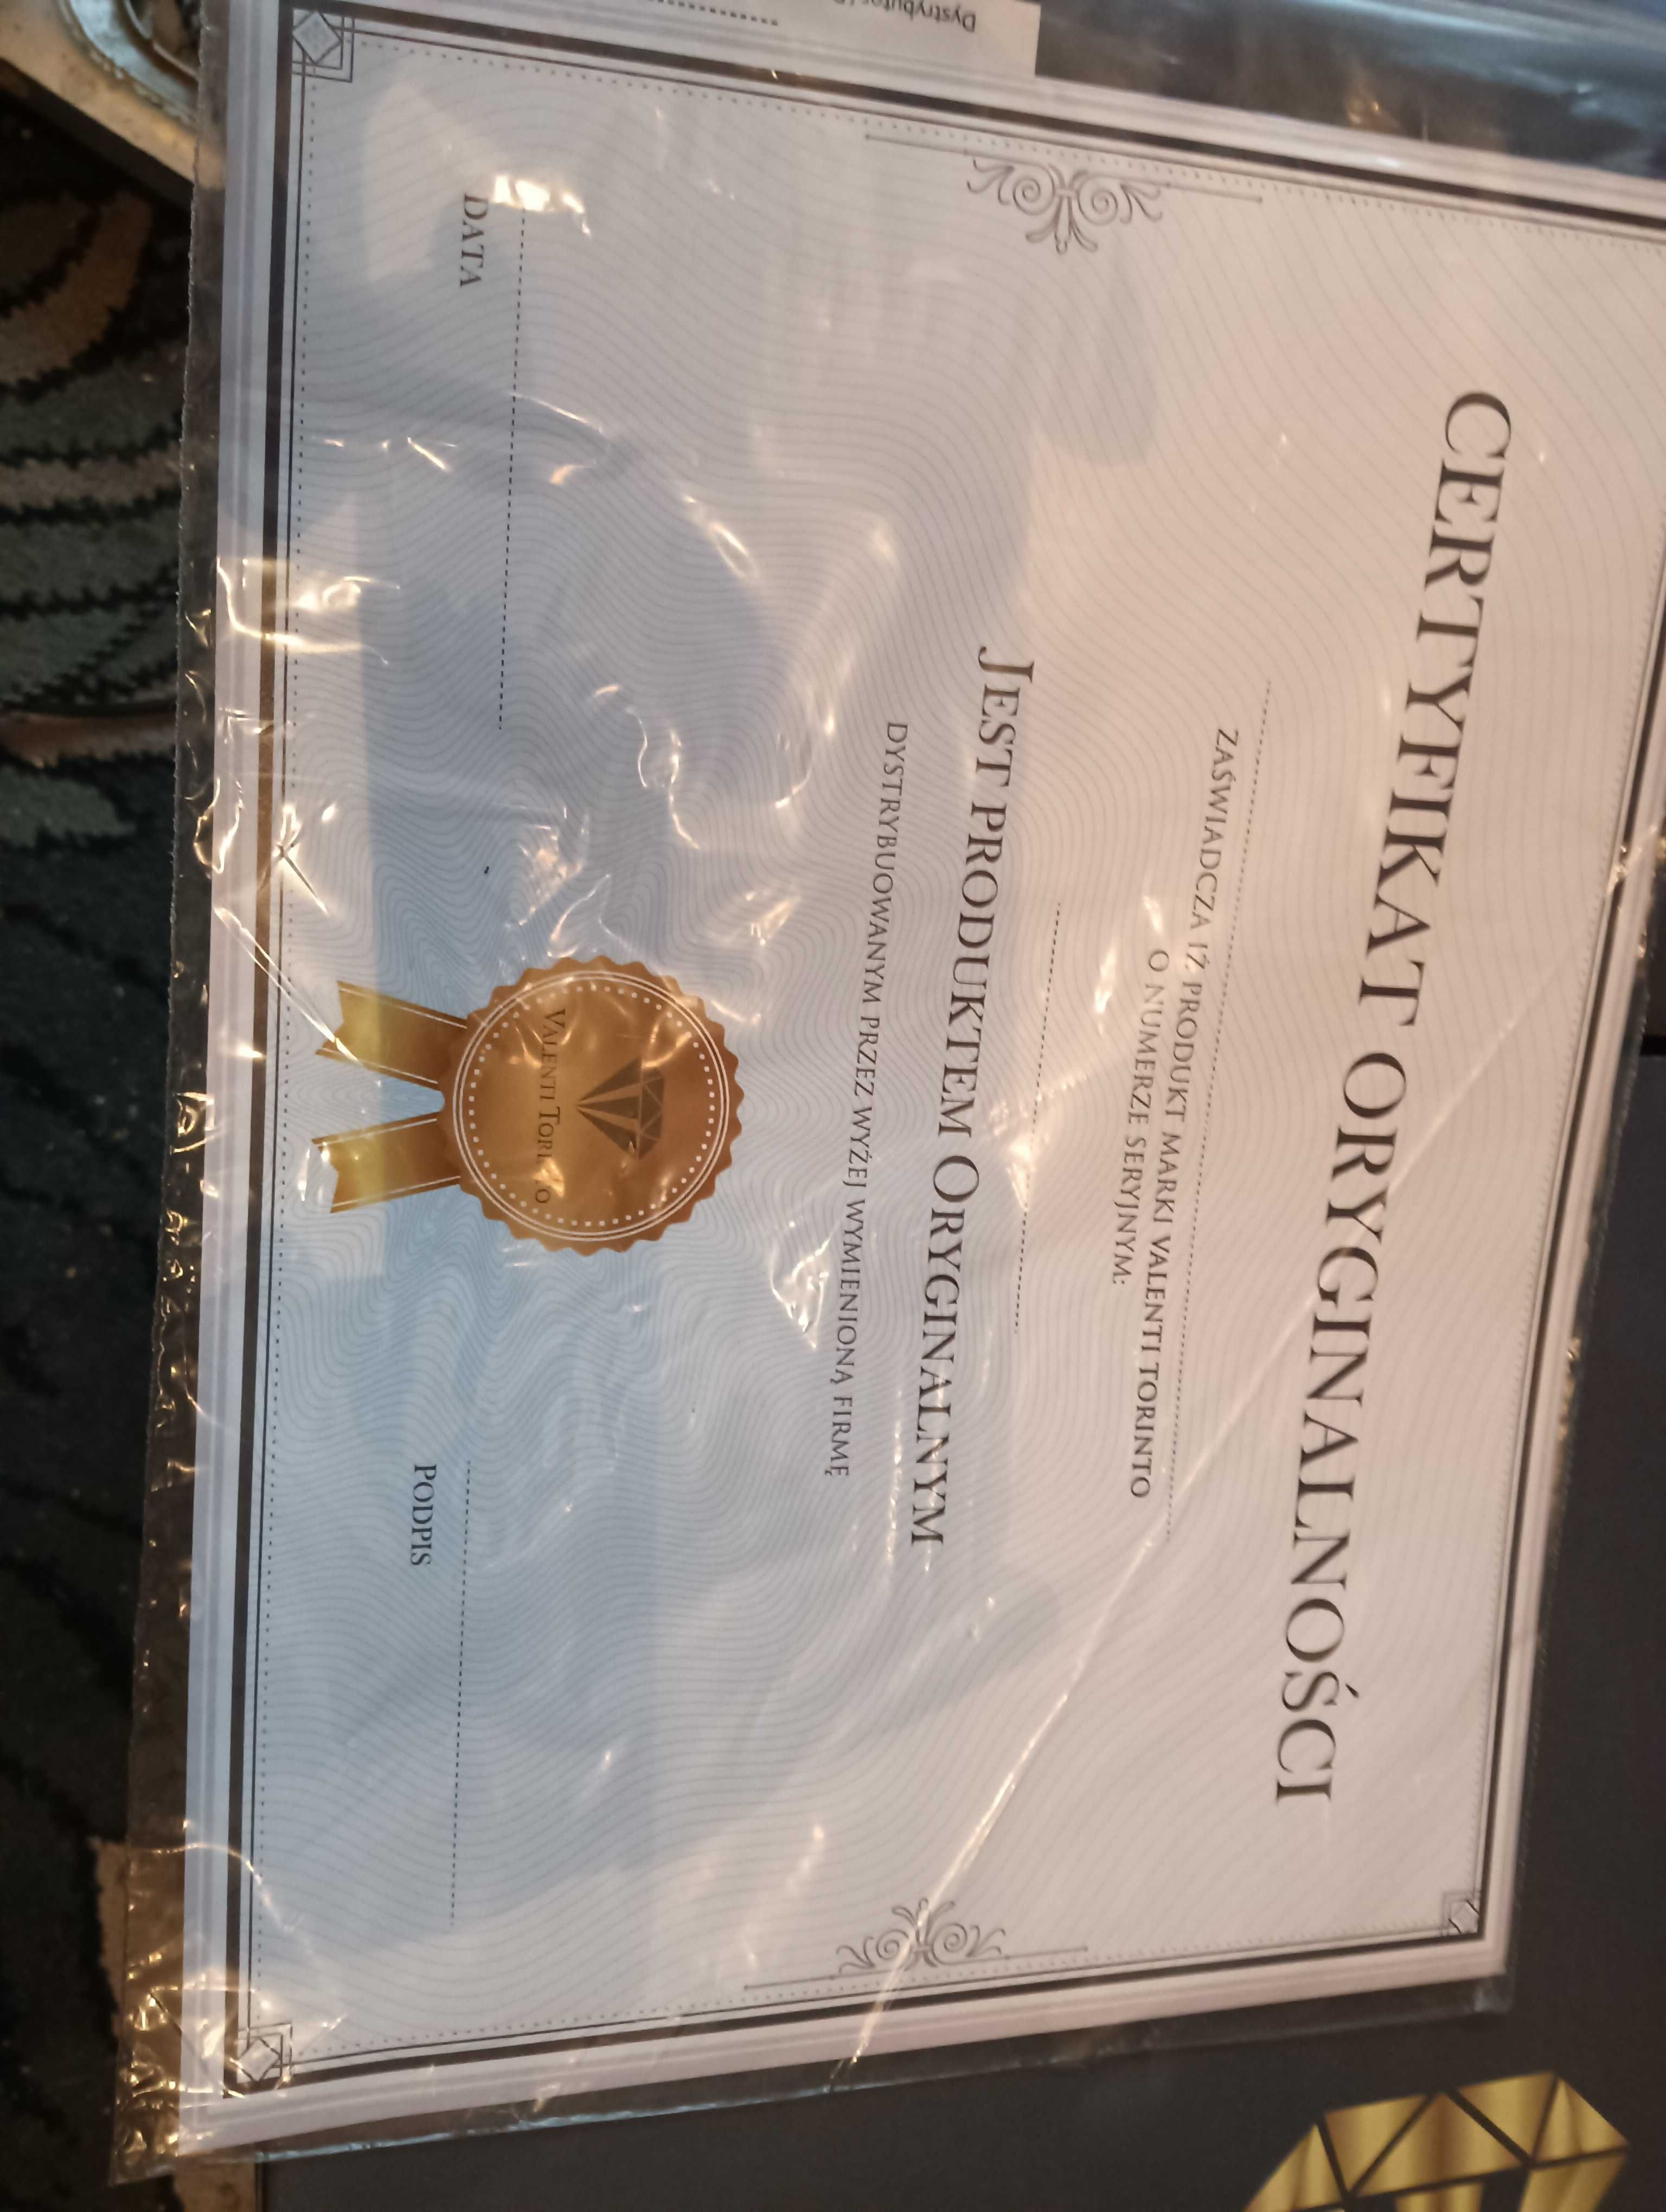 CERTYFIKAT ORYGINALNOŚCI
ZAŚWIADCZA IŻ PRODUKT MARKI VALENTI TORINTO
O NUMERZE SERYJNYM:
JEST PRODUKTEM ORYGINALNYM
DYSTRYBUOWANYM PRZEZ WYŻEJ WYMIENIONĄ FIRMĘ
VALENTI
DATA
PODPIS